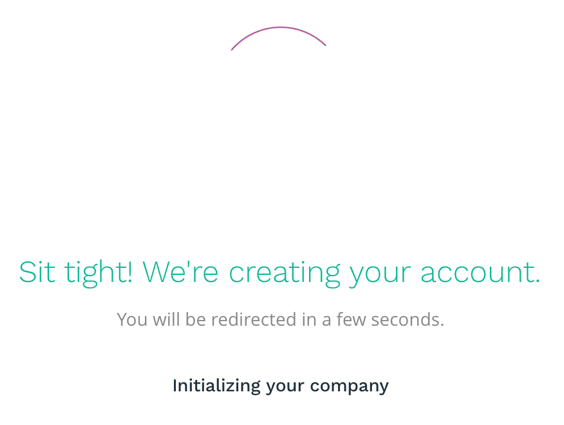 Sit tight! We're creating your account.
You will be redirected in a few seconds.
Initializing your company